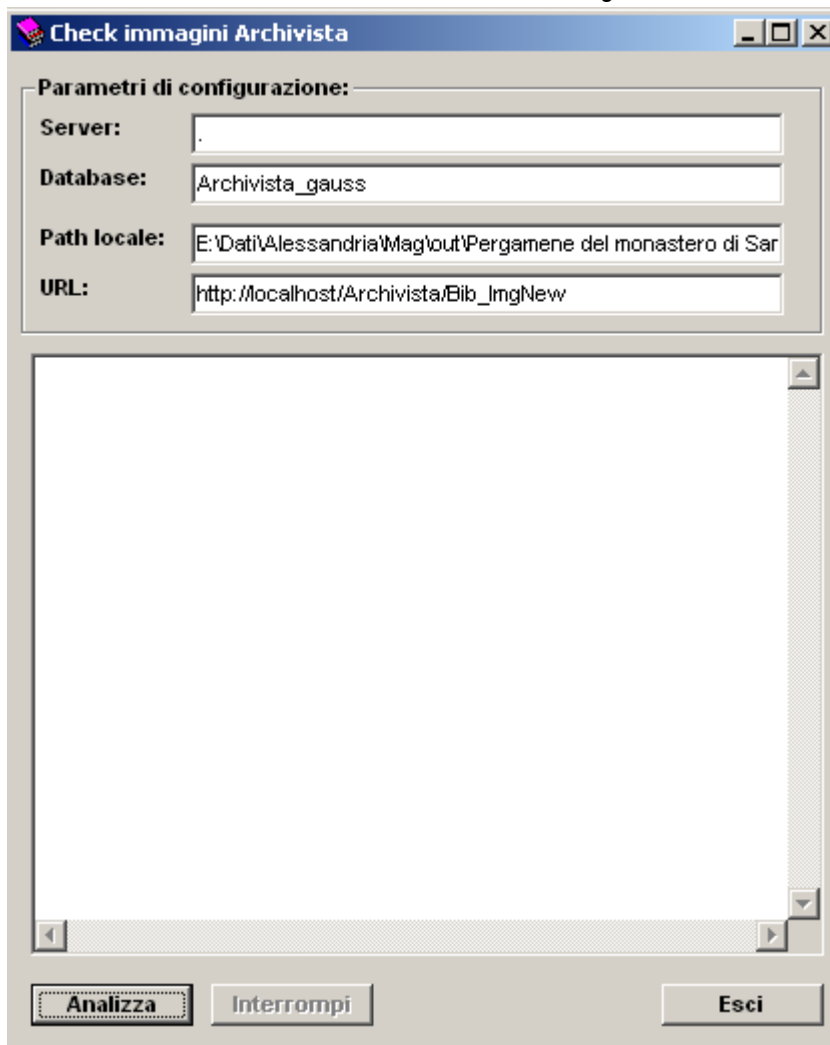 Check immagini Archivista
Parametri di configurazione:
Server: .
Database: Archivista_gauss
Path locale: E:\Dati\Alessandria\Mag\out\Pergamene del monastero di Sar
URL: http://localhost/Archivista/Bib_ImgNew
Analizza Interrompi Esci